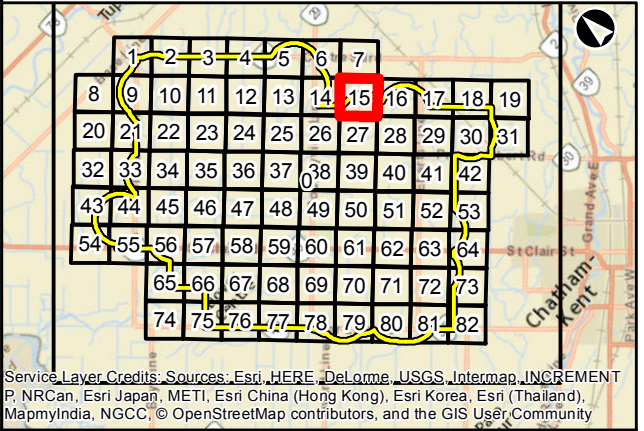 1 2 3 4 5 6 7
8 9 10 11 12 13 14 15 16 17 18 19
20 21 22 23 24 25 26 27 28 29 30 31
32 33 34 35 36 37 38 39 40 41 42
0
43 44 45 46 47 48 49 50 51 52 53
54 55 56 57 58 59 60 61 62 63 64
St Clair St
65 66 67 68 69 70 71 72 73
74 75 76 77 78 79 80 81 82
Grand Ave E
Chatham-
Kent
Park Ave W
Service Layer Credits: Sources: Esri, HERE, DeLorme, USGS, Intermap, INCREMENT
P, NRCan, Esri Japan, METI, Esri China (Hong Kong), Esri Korea, Esri (Thailand),
MapmyIndia, NGCC, © OpenStreetMap contributors, and the GIS User Community